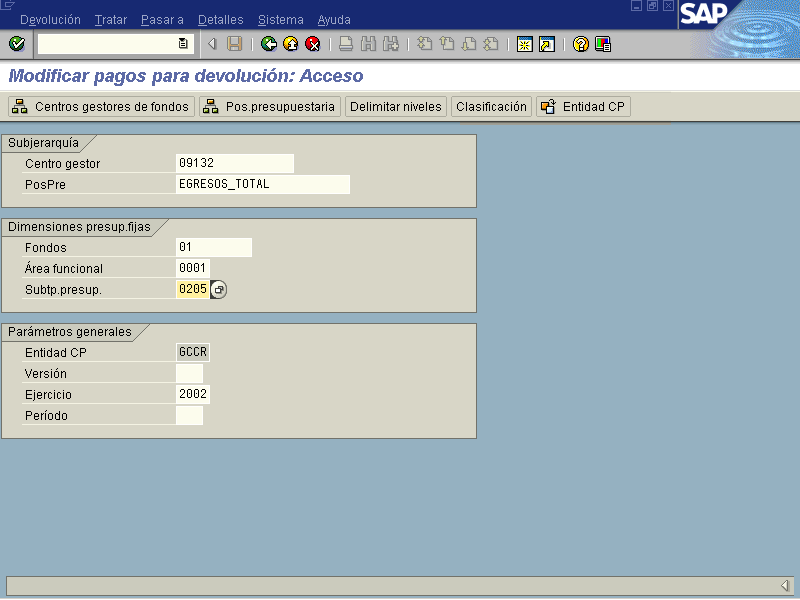 Devolución Tratar Pasar a Detalles Sistema Ayuda
SAP
Modificar pagos para devolución: Acceso
Centros gestores de fondos Pos.presupuestaria Delimitar niveles Clasificación Entidad CP
Subjerarquía
Centro gestor 09132
PosPre EGRESOS_TOTAL
Dimensiones presup.fijas
Fondos 01
Área funcional 0001
Subtp.presup. 0205
Parámetros generales
Entidad CP GCCR
Versión
Ejercicio 2002
Período